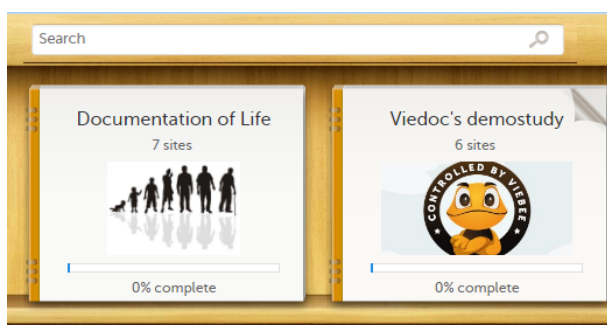 Search
Documentation of Life
7 sites
0% complete
Viedoc's demostudy
6 sites
CONTROLLED BY VIEBEE
0% complete